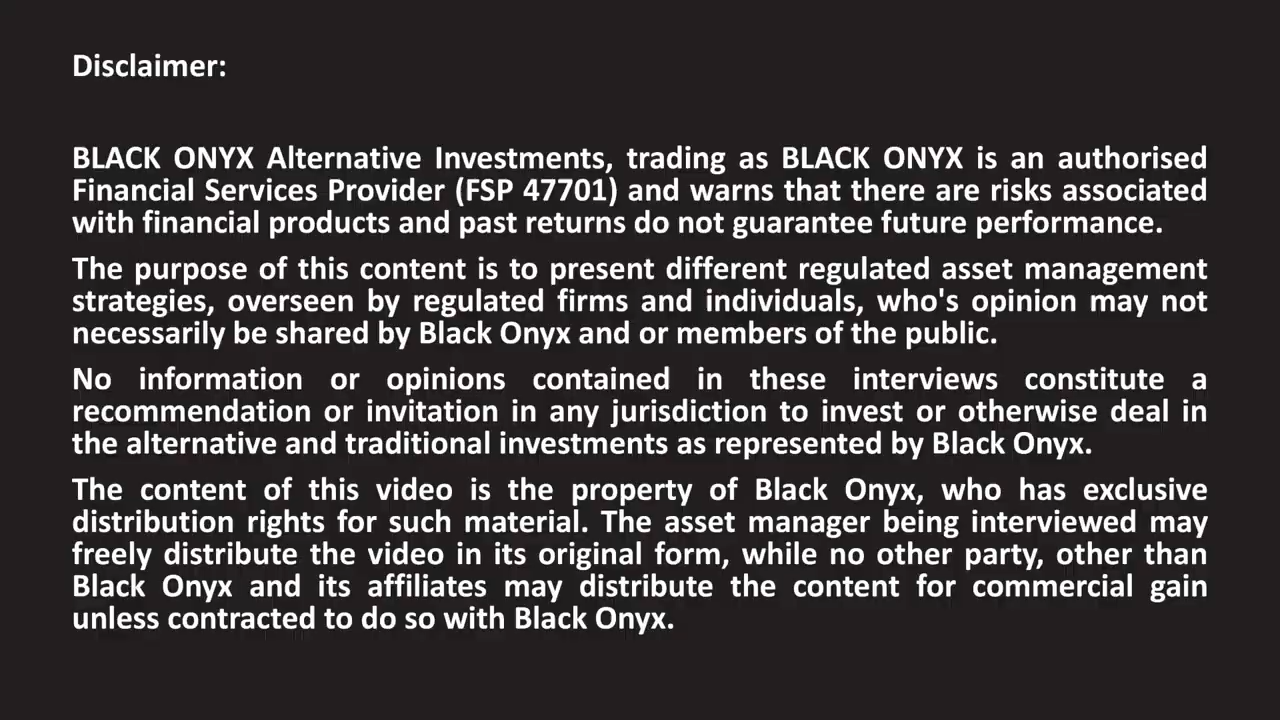 Disclaimer:
BLACK ONYX Alternative Investments, trading as BLACK ONYX is an authorised
Financial Services Provider (FSP 47701) and warns that there are risks associated
with financial products and past returns do not guarantee future performance.
The purpose of this content is to present different regulated asset management
strategies, overseen by regulated firms and individuals, who's opinion may not
necessarily be shared by Black Onyx and or members of the public.
No information or opinions contained in these interviews constitute a
recommendation or invitation in any jurisdiction to invest or otherwise deal in
the alternative and traditional investments as represented by Black Onyx.
The content of this video is the property of Black Onyx, who has exclusive
distribution rights for such material. The asset manager being interviewed may
freely distribute the video in its original form, while no other party, other than
Black Onyx and its affiliates may distribute the content for commercial gain
unless contracted to do so with Black Onyx.